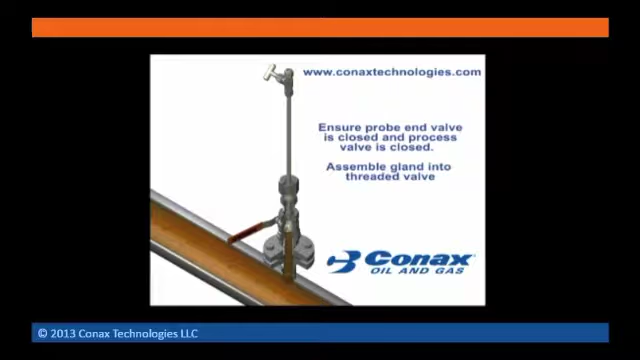 www.conaxtechnologies.com
Ensure probe end valve
is closed and process
valve is closed.
Assemble gland into
threaded valve
Conax
OIL AND GAS
© 2013 Conax Technologies LLC